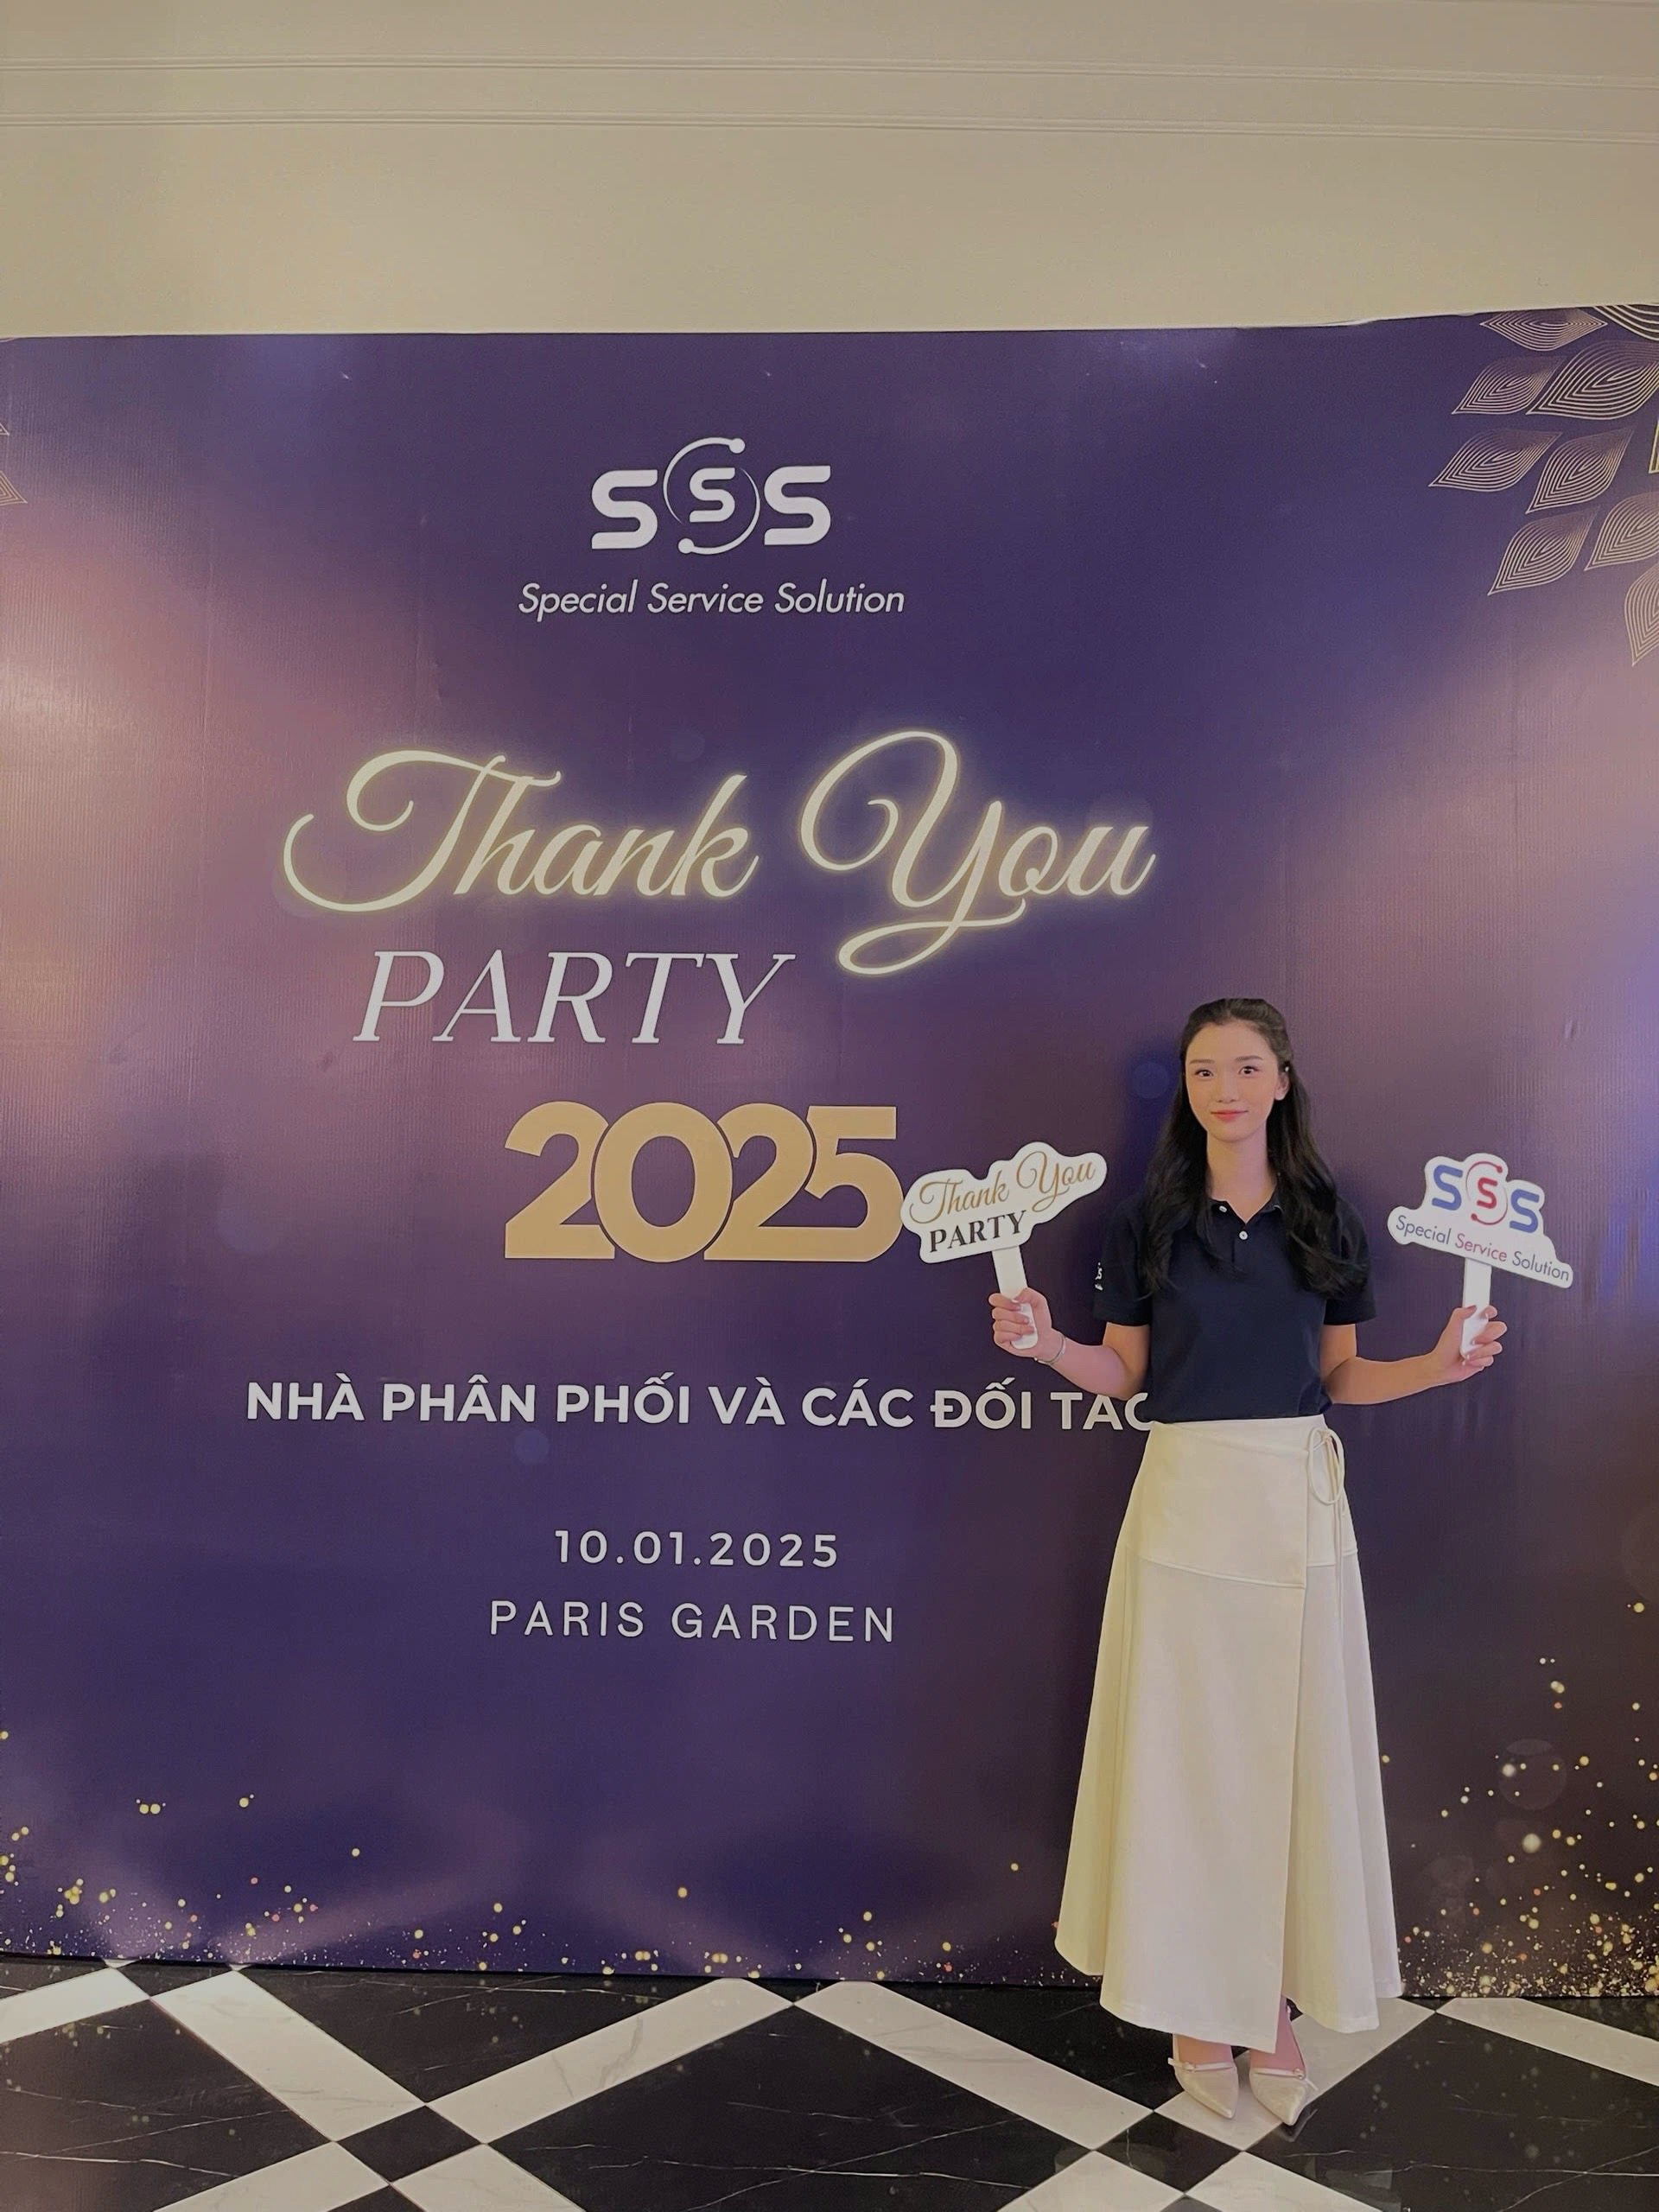 SSS
Special Service Solution
Thank You
PARTY
2025
Thank You
PARTY
SSS
Special Service Solution
NHÀ PHÂN PHỐI VÀ CÁC ĐỐI TÁC
10.01.2025
PARIS GARDEN